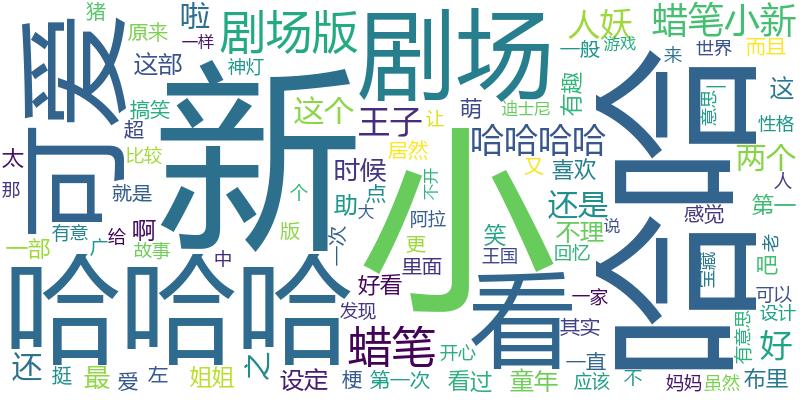 猪
啦
原来
一样
剧场版
剧场
人妖
蜡笔小新
可爱
这部
神灯
一般
游戏
来
世界
而且
新
有趣
哈哈
意思一
这
搞笑
这个
王子
萌
迪士尼
让
性格
超
太
比较
居然
哈哈哈哈
两个
那
就是
时候
小
又
喜欢
人
个
助
点
不开
还是
第一
有意
广
给
啊
版
大
阿拉
笑
说
感觉
一部
故事
一次
更
不理
老
中
里面
王国
回忆
宝藏
吧
哈哈哈
好看
看
一家
可以
发现
其实
设计
蜡笔
有意思
好
还
之
开心
一直
挺
最
爱
左
姐姐
设定
梗
第一次
看过
童年
应该
不
妈妈
虽然
布里